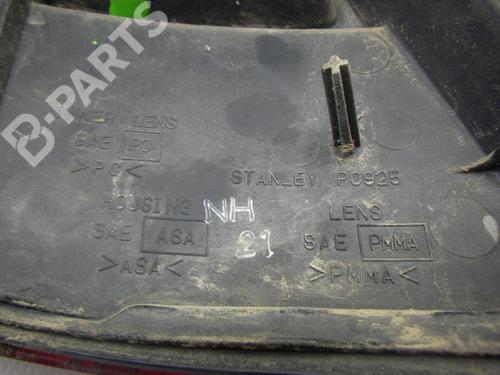 B-PARTS
LENS
SAE PC
>PC<
STANLEY P0925
HOUSING
SAE ASA
>ASA<
NH
21
LENS
SAE PMMA
>PMMA<